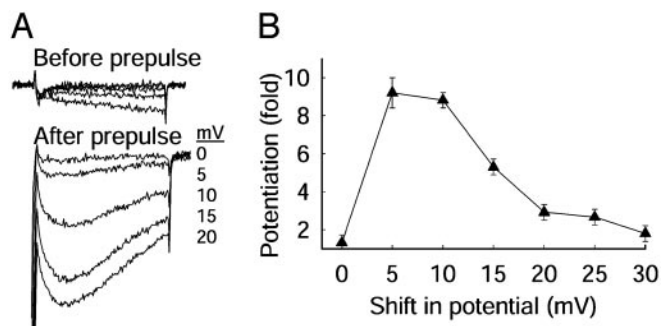 A
Before prepulse
After prepulse
mV
0
5
10
15
20
B
Potentiation (fold)
10
8
6
4
2
0 5 10 15 20 25 30
Shift in potential (mV)